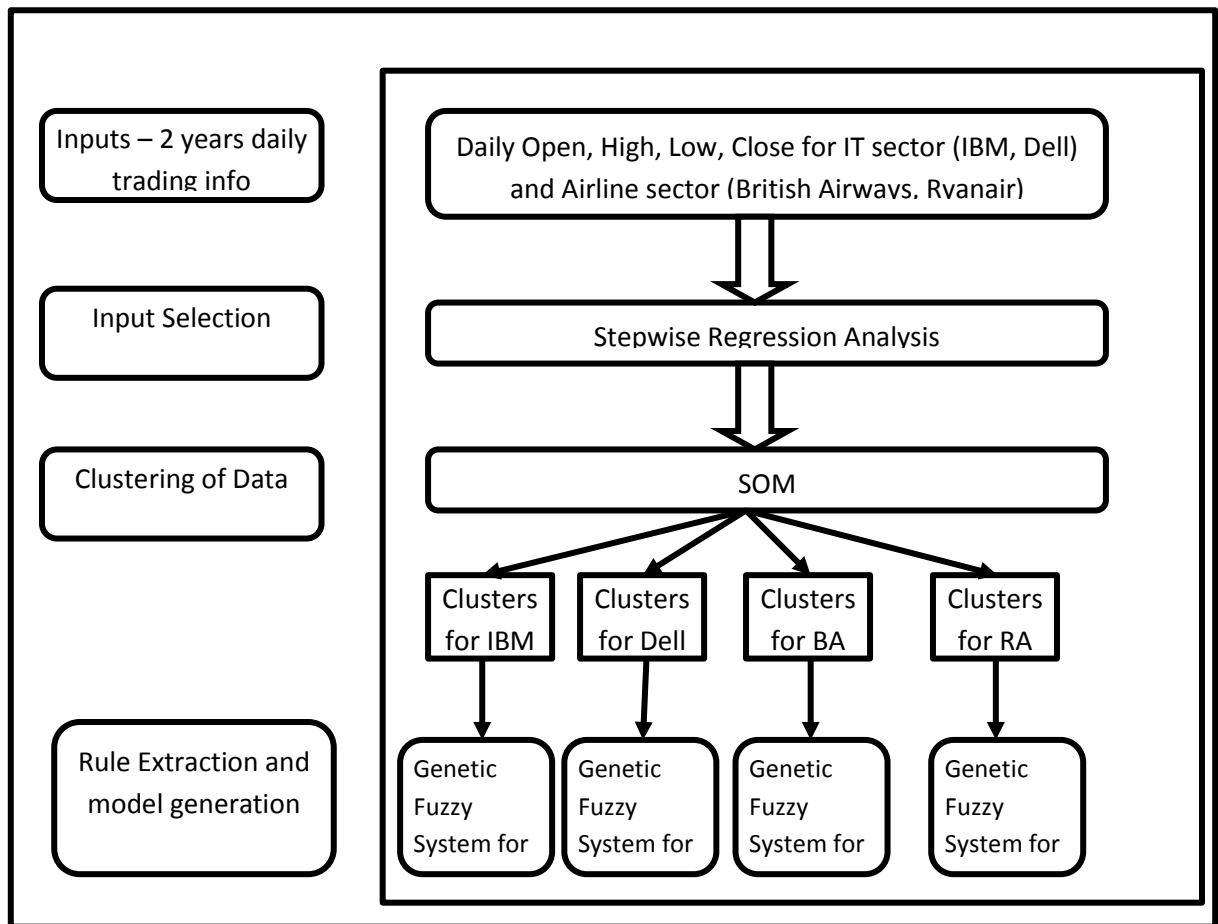 Inputs – 2 years daily
trading info
Daily Open, High, Low, Close for IT sector (IBM, Dell)
and Airline sector (British Airways, Ryanair)
Input Selection
Stepwise Regression Analysis
Clustering of Data
SOM
Clusters
for IBM
Clusters
for Dell
Clusters
for BA
Clusters
for RA
Rule Extraction and
model generation
Genetic
Fuzzy
System for
Genetic
Fuzzy
System for
Genetic
Fuzzy
System for
Genetic
Fuzzy
System for